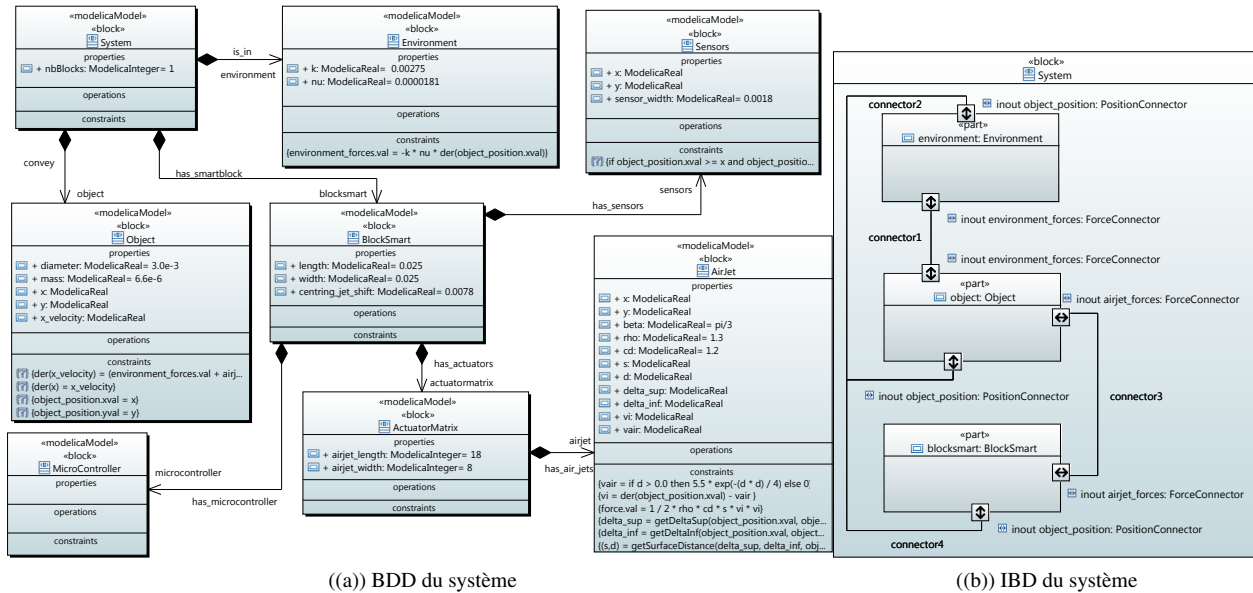 «modelicaModel»
«block»
System
properties
+ nbBlocks: ModelicaInteger= 1
operations
constraints
is_in
environment
«modelicaModel»
«block»
Environment
properties
+ k: ModelicaReal=  0.00275
+ nu: ModelicaReal= 0.0000181
operations
constraints
{environment_forces.val = -k * nu * der(object_position.xval)}
«modelicaModel»
«block»
Sensors
properties
+ x: ModelicaReal
+ y: ModelicaReal
+ sensor_width: ModelicaReal= 0.0018
operations
constraints
{if object_position.xval >= x and object_positio...
convey
object
has_smartblock
blocksmart
sensors
has_sensors
«modelicaModel»
«block»
Object
properties
+ diameter: ModelicaReal= 3.0e-3
+ mass: ModelicaReal= 6.6e-6
+ x: ModelicaReal
+ y: ModelicaReal
+ x_velocity: ModelicaReal
operations
constraints
{der(x_velocity) = (environment_forces.val + airj...
{der(x) = x_velocity}
{object_position.xval = x}
{object_position.yval = y}
«modelicaModel»
«block»
BlockSmart
properties
+ length: ModelicaReal= 0.025
+ width: ModelicaReal= 0.025
+ centring_jet_shift: ModelicaReal= 0.0078
operations
constraints
has_actuators
actuatormatrix
«modelicaModel»
«block»
AirJet
properties
+ x: ModelicaReal
+ y: ModelicaReal
+ beta: ModelicaReal= pi/3
+ rho: ModelicaReal= 1.3
+ cd: ModelicaReal= 1.2
+ s: ModelicaReal
+ d: ModelicaReal
+ delta_sup: ModelicaReal
+ delta_inf: ModelicaReal
+ vi: ModelicaReal
+ vair: ModelicaReal
operations
constraints
{vair = if d > 0.0 then 5.5 * exp(-(d * d) / 4) else 0}
{vi = der(object_position.xval) - vair }
{force.val = 1 / 2 * rho * cd * s * vi * vi}
{delta_sup = getDeltaSup(object_position.xval, obje...
{delta_inf = getDeltaInf(object_position.xval, object...
{(s,d) = getSurfaceDistance(delta_sup, delta_inf, obj...
«modelicaModel»
«block»
MicroController
properties
operations
constraints
microcontroller
has_microcontroller
«modelicaModel»
«block»
ActuatorMatrix
properties
+ airjet_length: ModelicaInteger= 18
+ airjet_width: ModelicaInteger= 8
operations
constraints
airjet
has_air_jets
((a)) BDD du système
«modelicaModel»
«block»
System
connector2
inout object_position: PositionConnector
«part»
environment: Environment
inout environment_forces: ForceConnector
connector1
inout environment_forces: ForceConnector
«part»
object: Object
inout airjet_forces: ForceConnector
inout object_position: PositionConnector
connector3
«part»
blocksmart: BlockSmart
inout airjet_forces: ForceConnector
inout object_position: PositionConnector
connector4
((b)) IBD du système